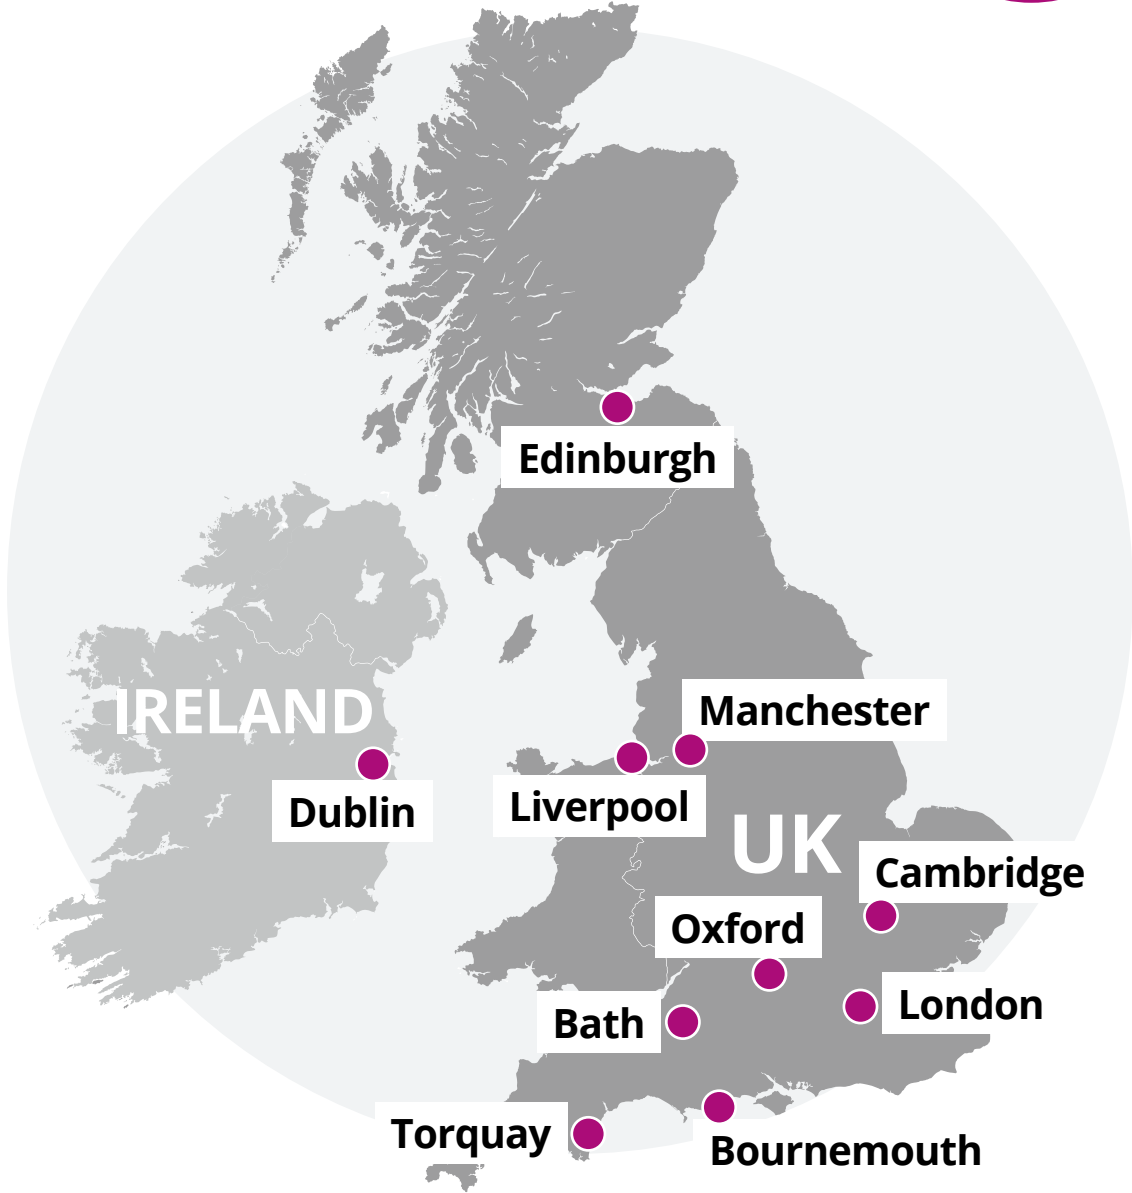 Edinburgh
IRELAND
Manchester
Dublin
Liverpool
UK
Cambridge
Oxford
London
Bath
Torquay
Bournemouth